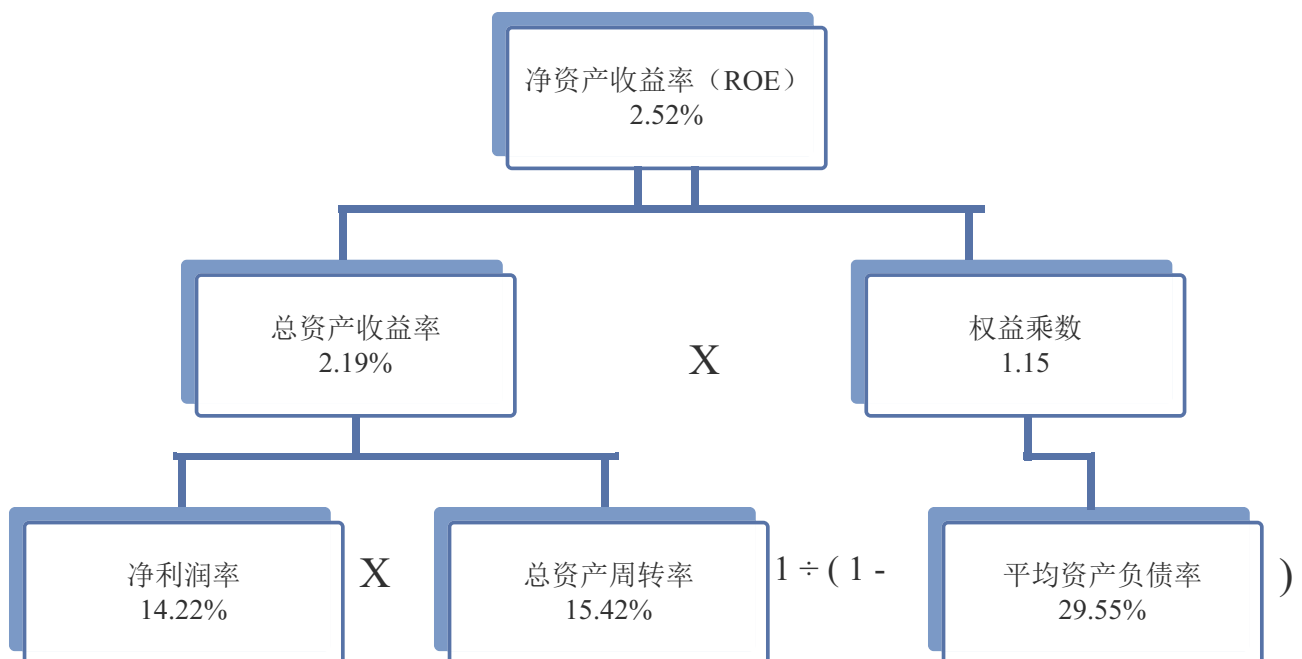 净资产收益率（ROE）
2.52%
总资产收益率
2.19%
X
权益乘数
1.15
净利润率
14.22%
X
总资产周转率
15.42%
1 ÷ ( 1 -
平均资产负债率
29.55%
)